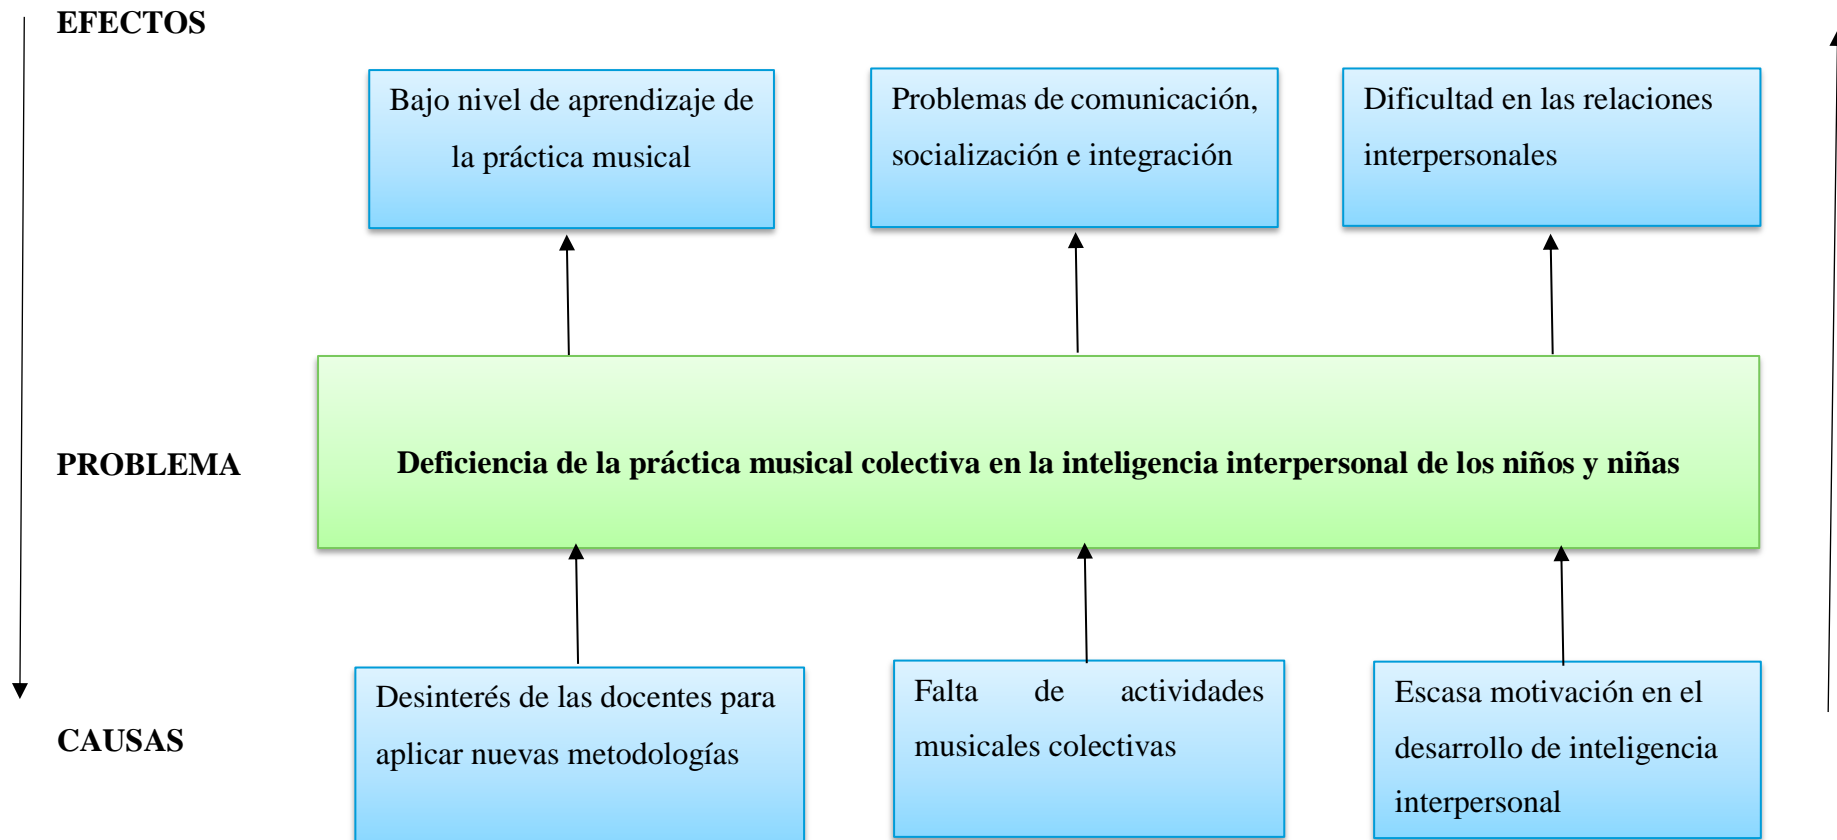 EFECTOS
Bajo nivel de aprendizaje de
la práctica musical
Problemas de comunicación,
socialización e integración
Dificultad en las relaciones
interpersonales
PROBLEMA
Deficiencia de la práctica musical colectiva en la inteligencia interpersonal de los niños y niñas
CAUSAS
Desinterés de las docentes para
aplicar nuevas metodologías
Falta de actividades
musicales colectivas
Escasa motivación en el
desarrollo de inteligencia
interpersonal